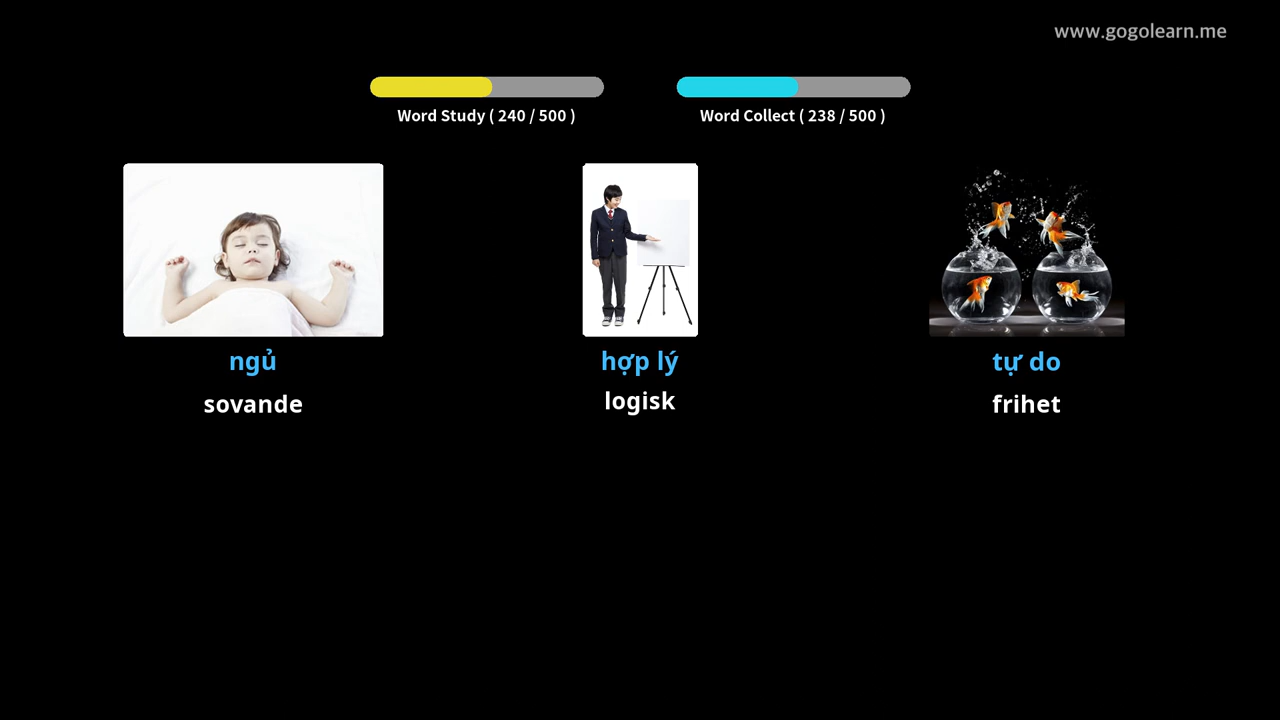 www.gogolearn.me
Word Study ( 240 / 500 )
Word Collect ( 238 / 500 )
ngủ
sovande
hợp lý
logisk
tự do
frihet